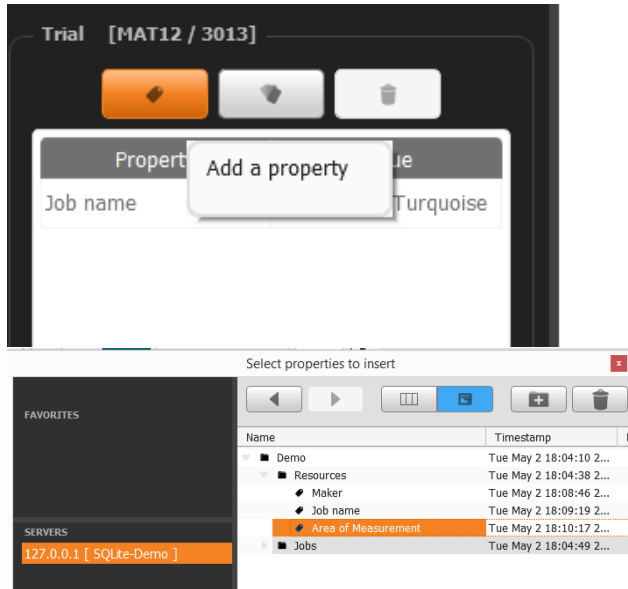 Trial [MAT12 / 3013]
Add a property
Job name
Turquoise
Select properties to insert
FAVORITES
Name Timestamp
Demo Tue May 2 18:04:10 2...
Resources Tue May 2 18:04:38 2...
Maker Tue May 2 18:08:46 2...
Job name Tue May 2 18:09:19 2...
Area of Measurement Tue May 2 18:10:17 2...
Jobs Tue May 2 18:04:49 2...
SERVERS
127.0.0.1 [ SQLite-Demo ]